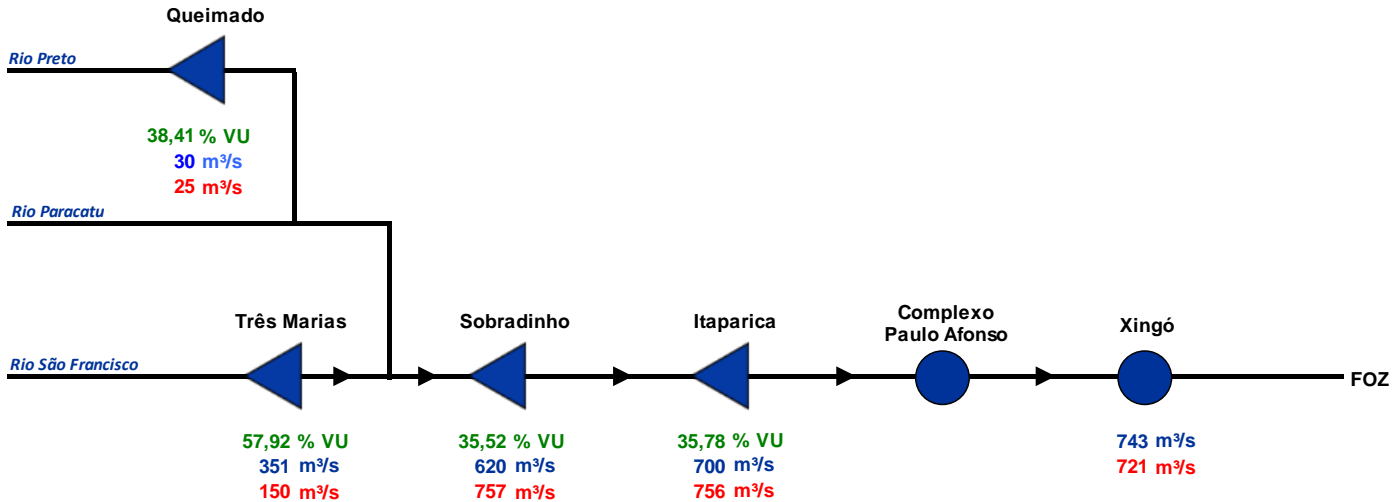 Queimado
Rio Preto
38,41 % VU
30 m³/s
25 m³/s
Rio Paracatu
Três Marias
Sobradinho
Itaparica
Complexo
Paulo Afonso
Xingó
Rio São Francisco
FOZ
57,92 % VU
351 m³/s
150 m³/s
35,52 % VU
620 m³/s
757 m³/s
35,78 % VU
700 m³/s
756 m³/s
743 m³/s
721 m³/s